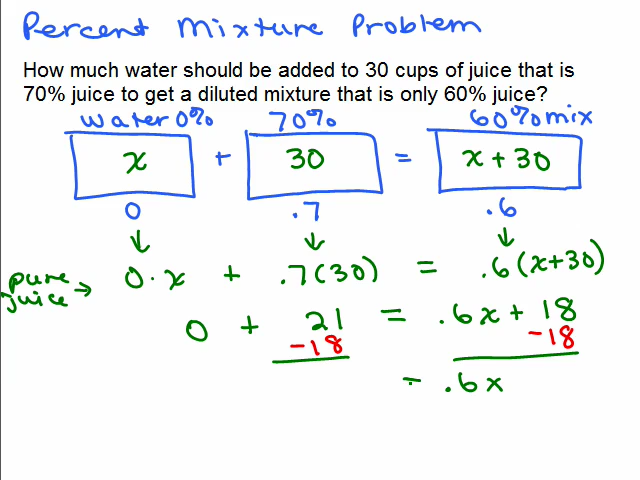 Percent Mixture Problem
How much water should be added to 30 cups of juice that is
70% juice to get a diluted mixture that is only 60% juice?
water 0% 70% 60% mix
x + 30 = x + 30
0 .7 .6
↓ ↓ ↓
pure juice → 0 · x + .7(30) = .6(x+30)
0 + 21 = .6x + 18
-18 -18
= .6x